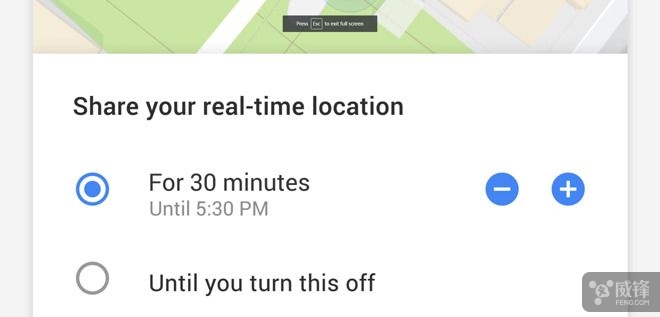 Press Esc to exit full screen
Share your real-time location
For 30 minutes
Until 5:30 PM
Until you turn this off
威锋
FENG.COM